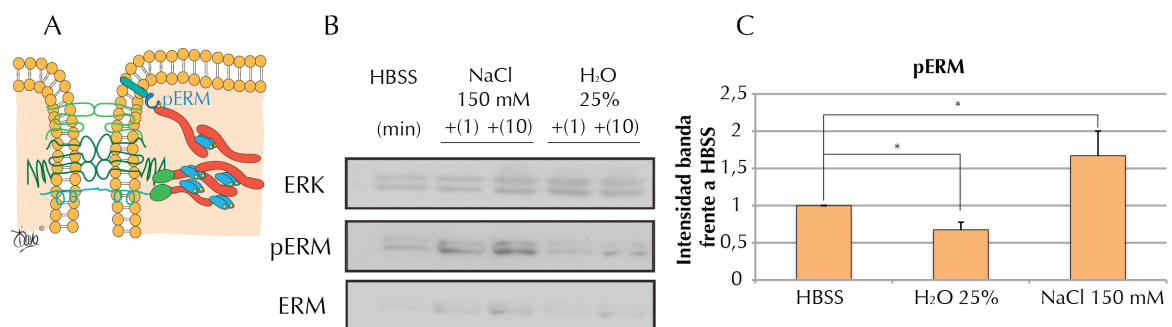 A
pERM
B
HBSS
NaCl
150 mM
H₂O
25%
(min)
+(1) +(10)
+(1) +(10)
ERK
pERM
ERM
C
pERM
Intensidad banda
frente a HBSS
2,5
2
1,5
1
0,5
0
*
*
HBSS
H₂O 25%
NaCl 150 mM